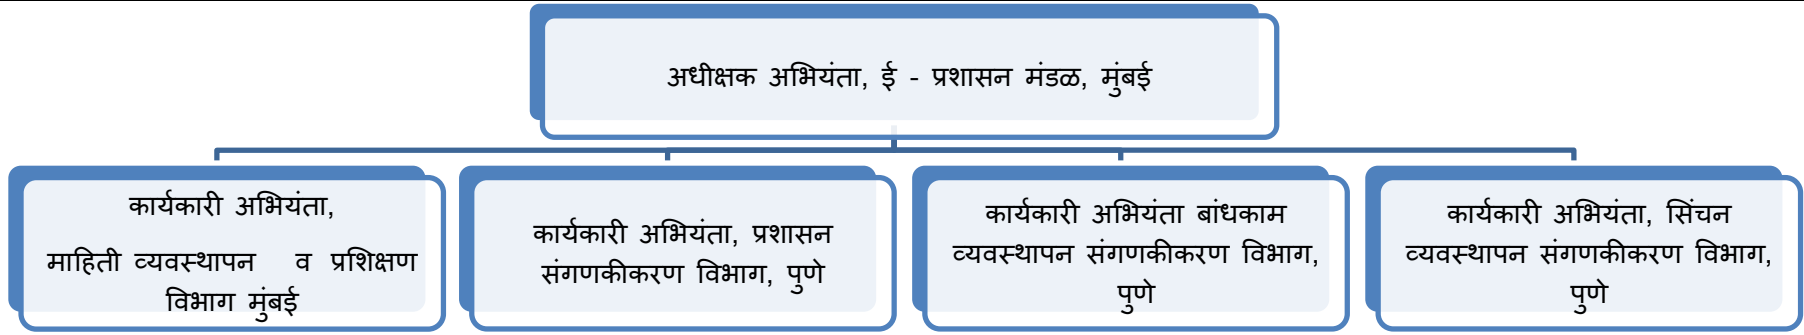 अधीक्षक अभियंता, ई - प्रशासन मंडळ, मुंबई
कार्यकारी अभियंता,
माहिती व्यवस्थापन व प्रशिक्षण
विभाग मुंबई
कार्यकारी अभियंता, प्रशासन
संगणकीकरण विभाग, पुणे
कार्यकारी अभियंता बांधकाम
व्यवस्थापन संगणकीकरण विभाग,
पुणे
कार्यकारी अभियंता, सिंचन
व्यवस्थापन संगणकीकरण विभाग,
पुणे